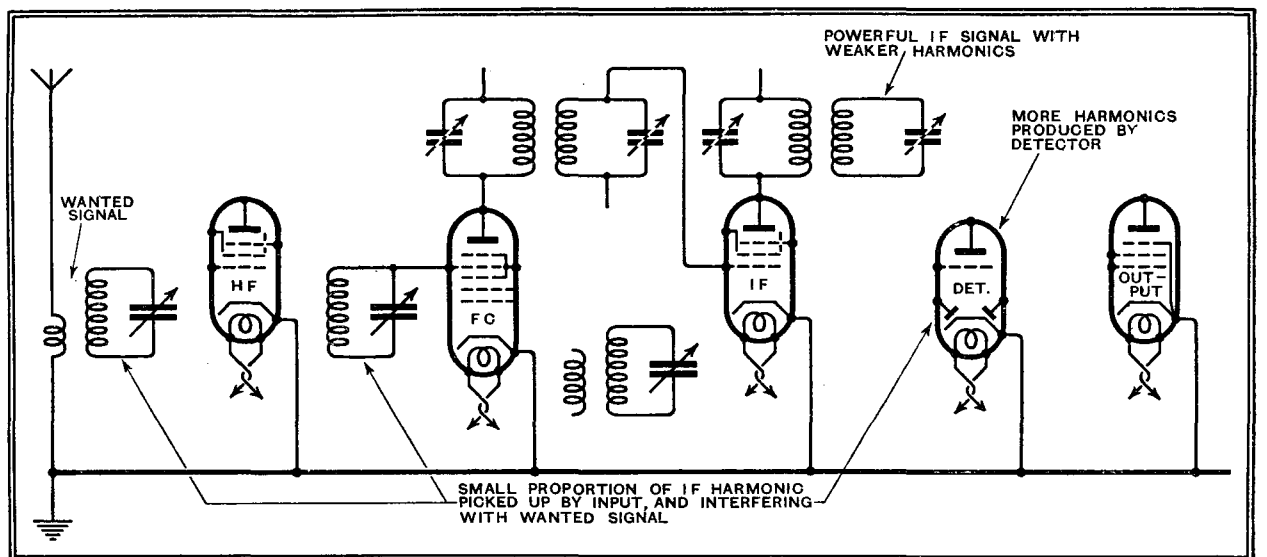 POWERFUL IF SIGNAL WITH
WEAKER HARMONICS
MORE HARMONICS
PRODUCED BY
DETECTOR
WANTED
SIGNAL
HF
FC
IF
DET.
OUT-
PUT
SMALL PROPORTION OF IF HARMONIC
PICKED UP BY INPUT, AND INTERFERING
WITH WANTED SIGNAL